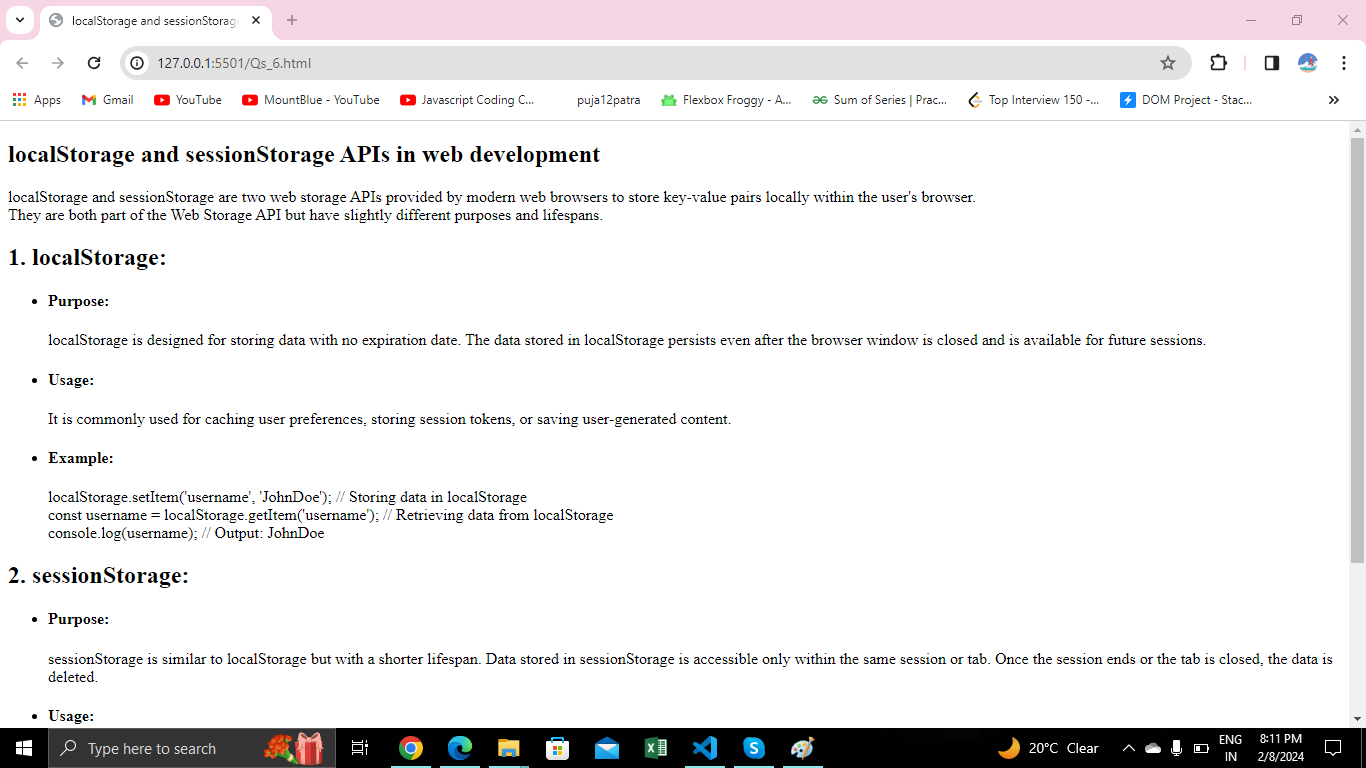 localStorage and sessionStorag
127.0.0.1:5501/Qs_6.html
Apps Gmail YouTube MountBlue - YouTube Javascript Coding C... puja12patra Flexbox Froggy - A... Sum of Series | Prac... Top Interview 150 -... DOM Project - Stac... »
localStorage and sessionStorage APIs in web development
localStorage and sessionStorage are two web storage APIs provided by modern web browsers to store key-value pairs locally within the user's browser.
They are both part of the Web Storage API but have slightly different purposes and lifespans.
1. localStorage:
• Purpose:
localStorage is designed for storing data with no expiration date. The data stored in localStorage persists even after the browser window is closed and is available for future sessions.
• Usage:
It is commonly used for caching user preferences, storing session tokens, or saving user-generated content.
• Example:
localStorage.setItem('username', 'JohnDoe'); // Storing data in localStorage
const username = localStorage.getItem('username'); // Retrieving data from localStorage
console.log(username); // Output: JohnDoe
2. sessionStorage:
• Purpose:
sessionStorage is similar to localStorage but with a shorter lifespan. Data stored in sessionStorage is accessible only within the same session or tab. Once the session ends or the tab is closed, the data is
deleted.
• Usage:
Type here to search
20°C Clear
ENG
IN
8:11 PM
2/8/2024